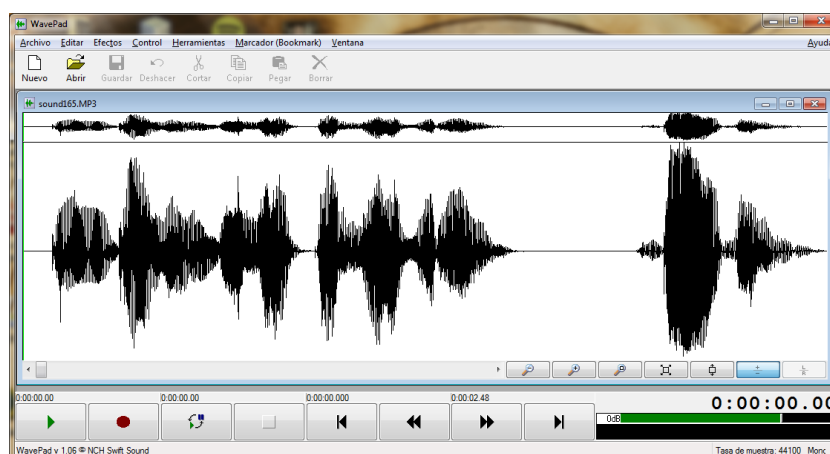 WavePad
Archivo Editar Efectos Control Herramientas Marcador (Bookmark) Ventana Ayuda
Nuevo Abrir Guardar Deshacer Cortar Copiar Pegar Borrar
sound165.MP3
0:00:00.00 0:00:00.00 0:00:00.000 0:00:02.48 0:00:00.00
0dB
WavePad v 1.06 © NCH Swift Sound Tasa de muestra: 44100 Mono